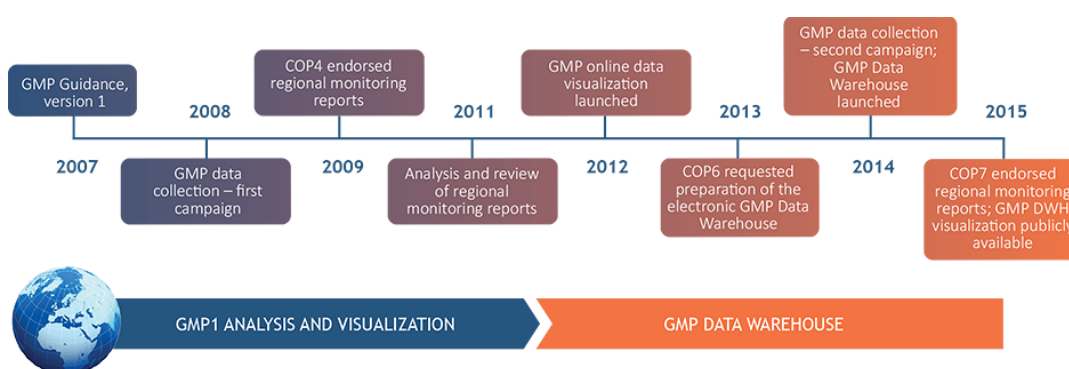 GMP Guidance,
version 1
2007
2008
GMP data
collection – first
campaign
COP4 endorsed
regional monitoring
reports
2009
2011
Analysis and review
of regional
monitoring reports
GMP online data
visualization
launched
2012
2013
COP6 requested
preparation of the
electronic GMP Data
Warehouse
GMP data collection
– second campaign;
GMP Data
Warehouse
launched
2014
2015
COP7 endorsed
regional monitoring
reports; GMP DWH
visualization publicly
available
GMP1 ANALYSIS AND VISUALIZATION
GMP DATA WAREHOUSE